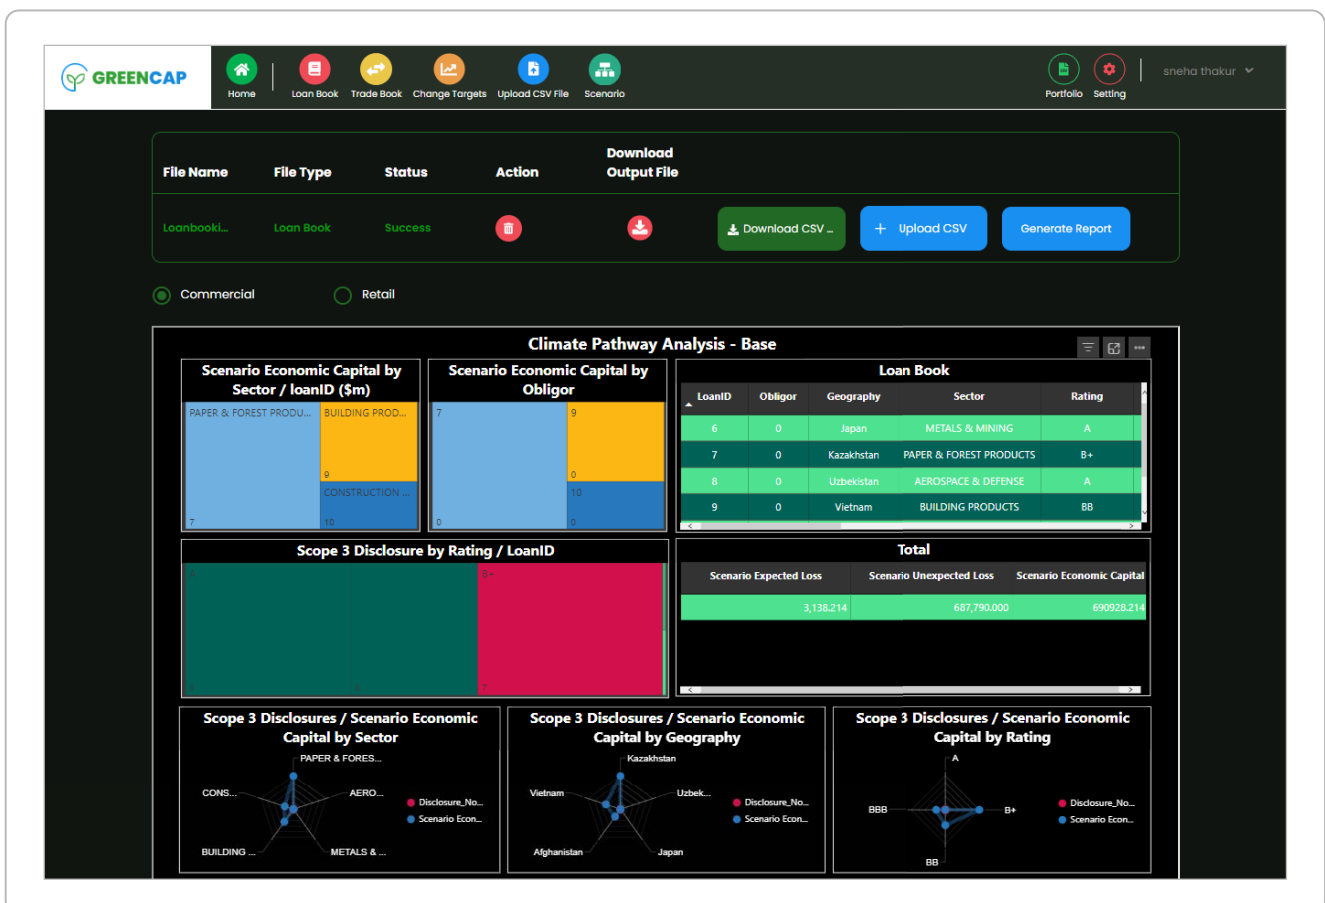 GREENCAP
Home
Loan Book
Trade Book
Change Targets
Upload CSV File
Scenario
Portfolio
Setting
sneha thakur
File Name
File Type
Status
Action
Download
Output File
Loanbooki...
Loan Book
Success
Download CSV ...
+ Upload CSV
Generate Report
Commercial
Retail
Climate Pathway Analysis - Base
Scenario Economic Capital by
Sector / loanID ($m)
PAPER & FOREST PRODU...
BUILDING PROD...
9
CONSTRUCTION ...
7
10
Scenario Economic Capital by
Obligor
7
9
0
10
0
0
Loan Book
LoanID Obligor Geography Sector Rating
6 0 Japan METALS & MINING A
7 0 Kazakhstan PAPER & FOREST PRODUCTS B+
8 0 Uzbekistan AEROSPACE & DEFENSE A
9 0 Vietnam BUILDING PRODUCTS BB
Scope 3 Disclosure by Rating / LoanID
B+
7
Total
Scenario Expected Loss Scenario Unexpected Loss Scenario Economic Capital
3,138.214 687,790.000 690928.214
Scope 3 Disclosures / Scenario Economic
Capital by Sector
PAPER & FORES...
CONS...
AERO...
BUILDING ...
METALS & ...
Disclosure_No...
Scenario Econ...
Scope 3 Disclosures / Scenario Economic
Capital by Geography
Kazakhstan
Vietnam
Uzbek...
Afghanistan
Japan
Disclosure_No...
Scenario Econ...
Scope 3 Disclosures / Scenario Economic
Capital by Rating
A
BBB
B+
BB
Disclosure_No...
Scenario Econ...